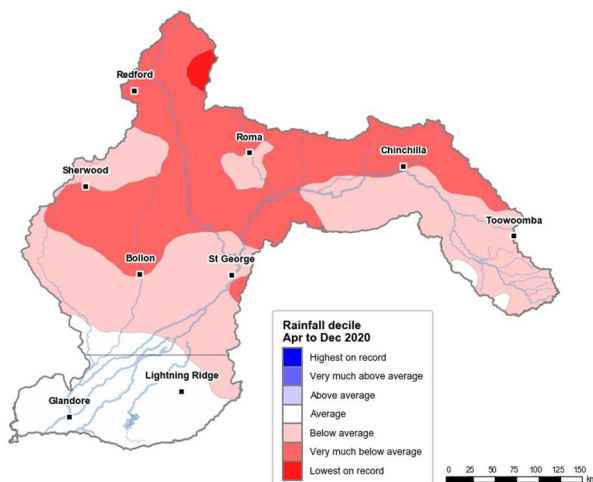 Redford
Roma
Chinchilla
Sherwood
Toowoomba
Bollon
St George
Lightning Ridge
Glandore
Rainfall decile
Apr to Dec 2020
Highest on record
Very much above average
Above average
Average
Below average
Very much below average
Lowest on record
0 25 50 75 100 125 150